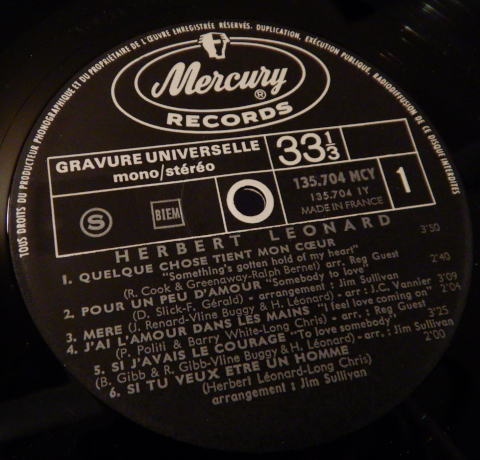 TOUS DROITS DU PRODUCTEUR PHONOGRAPHIQUE ET DU PROPRIÉTAIRE DE L'ŒUVRE ENREGISTRÉE RÉSERVÉS. DUPLICATION, EXÉCUTION PUBLIQUE, RADIODIFFUSION DE CE DISQUE INTERDITES
Mercury ®
RECORDS
GRAVURE UNIVERSELLE
mono/stéréo
33 1/3
135.704 MCY
135.704 1Y
MADE IN FRANCE
1
S
BIEM
HERBERT LEONARD
1. QUELQUE CHOSE TIENT MON CŒUR 3'50
"Something's gotten hold of my heart"
(R. Cook & Greenaway-Ralph Bernet) arr. Reg Guest
2. POUR UN PEU D'AMOUR "Somebody to love" 2'40
(D. Slick-F. Gérald) - arrangement : Jim Sullivan
3. MERE (J. Renard-Vline Buggy & H. Léonard) - arr. : J.C. Vannier 3'09
4. J'AI L'AMOUR DANS LES MAINS "I feel love coming on" 2'04
(P. Politi & Barry White-Long Chris) - arr. : Reg Guest
5. SI J'AVAIS LE COURAGE "To love somebody" 3'25
(B. Gibb & R. Gibb-Vline Buggy & H. Léonard) - arr. : Jim Sullivan
6. SI TU VEUX ETRE UN HOMME 2'00
(Herbert Léonard-Long Chris)
arrangement : Jim Sullivan